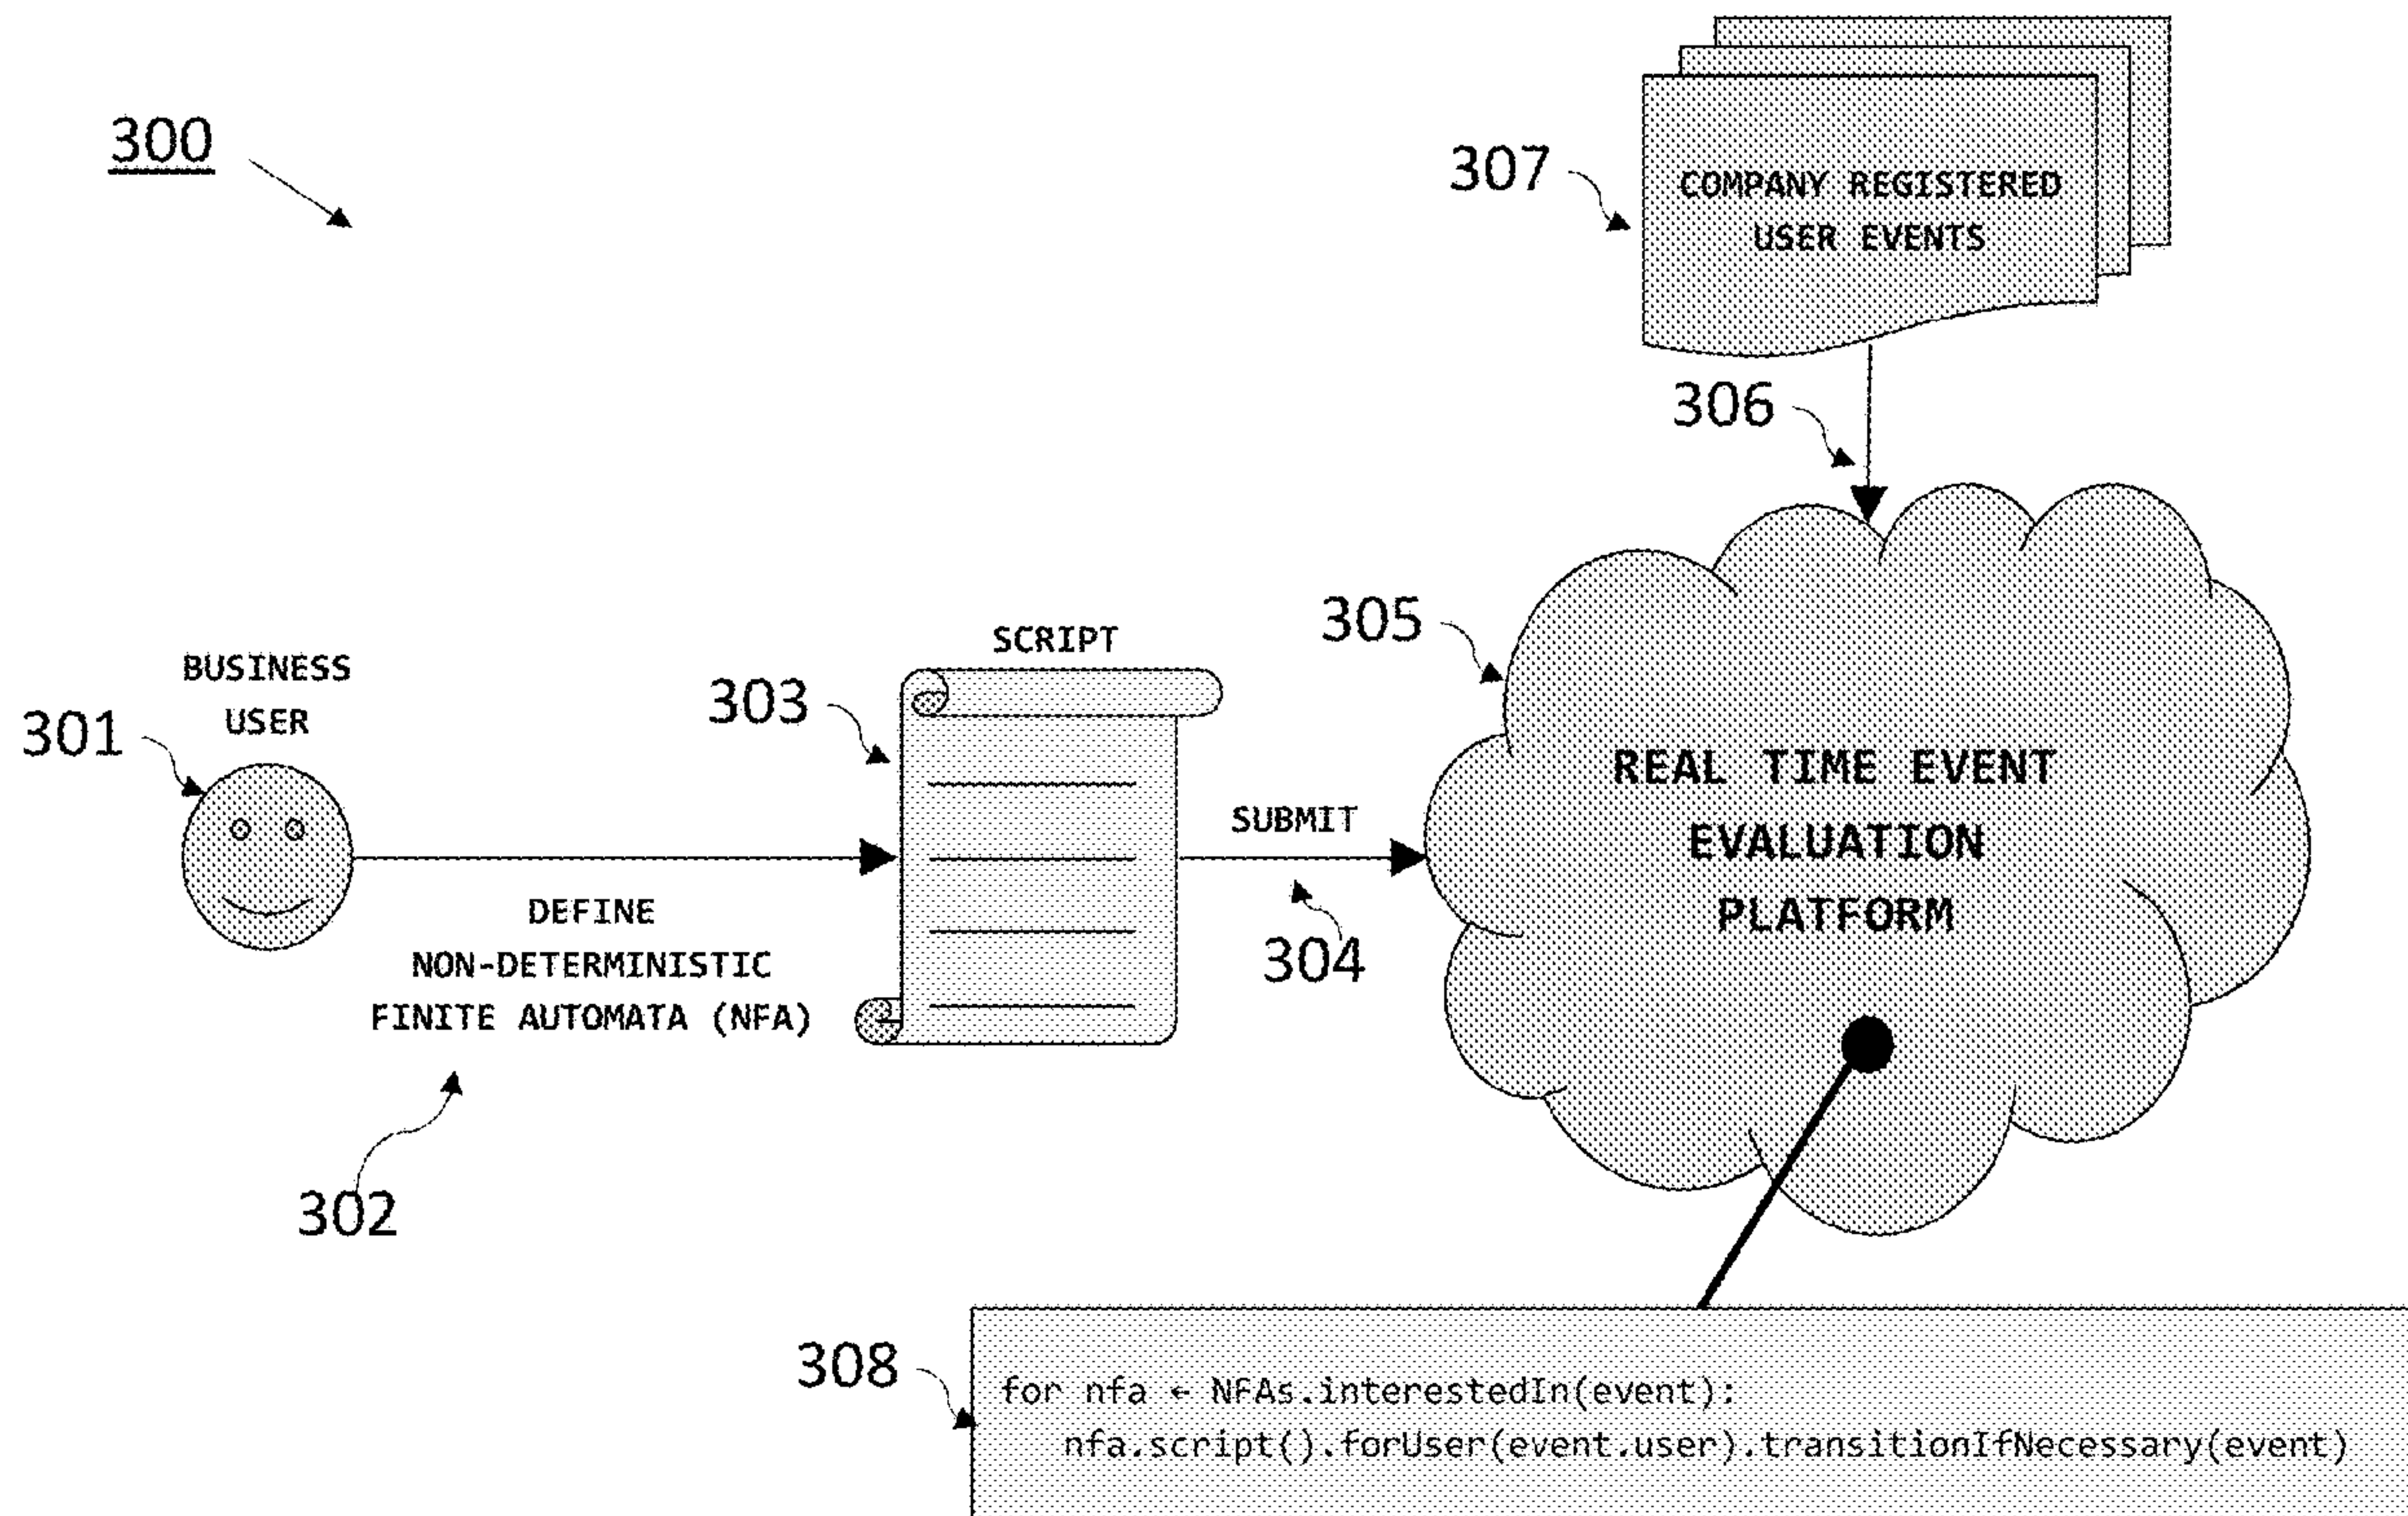 300
307
COMPANY REGISTERED
USER EVENTS
306
305
SCRIPT
BUSINESS
USER
301
303
REAL TIME EVENT
EVALUATION
PLATFORM
SUBMIT
304
DEFINE
NON-DETERMINISTIC
FINITE AUTOMATA (NFA)
302
308
for nfa ← NFAs.interestedIn(event):
nfa.script().forUser(event.user).transitionIfNecessary(event)